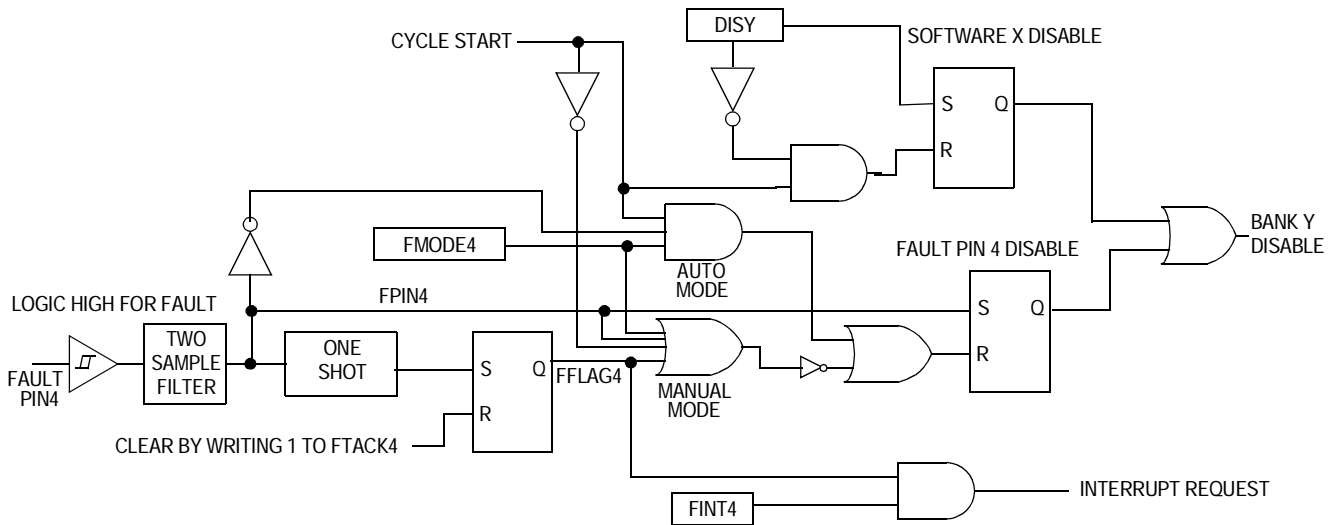 DISY
CYCLE START
SOFTWARE X DISABLE
S
Q
R
FMODE4
AUTO
MODE
FAULT PIN 4 DISABLE
BANK Y
DISABLE
LOGIC HIGH FOR FAULT
FPIN4
S
Q
R
FAULT
PIN4
TWO
SAMPLE
FILTER
ONE
SHOT
S
Q
R
FFLAG4
MANUAL
MODE
CLEAR BY WRITING 1 TO FTACK4
FINT4
INTERRUPT REQUEST